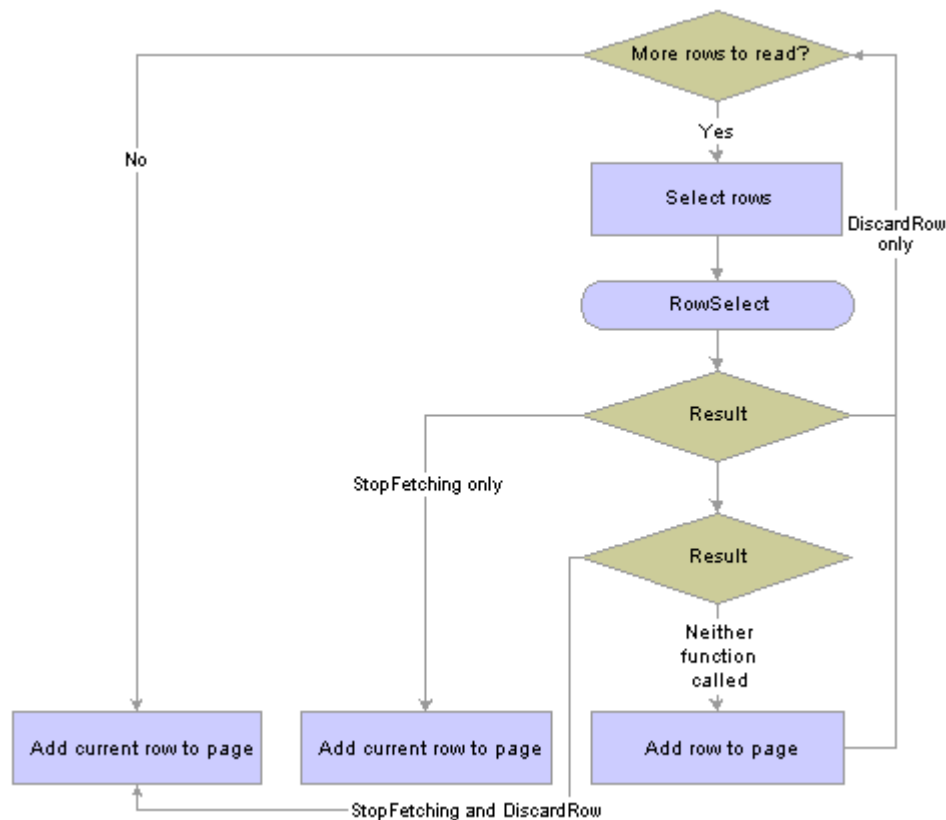 More rows to read?
Yes
No
Select rows
DiscardRow
only
RowSelect
Result
StopFetching only
Result
Neither
function
called
Add current row to page
Add current row to page
Add row to page
StopFetching and DiscardRow